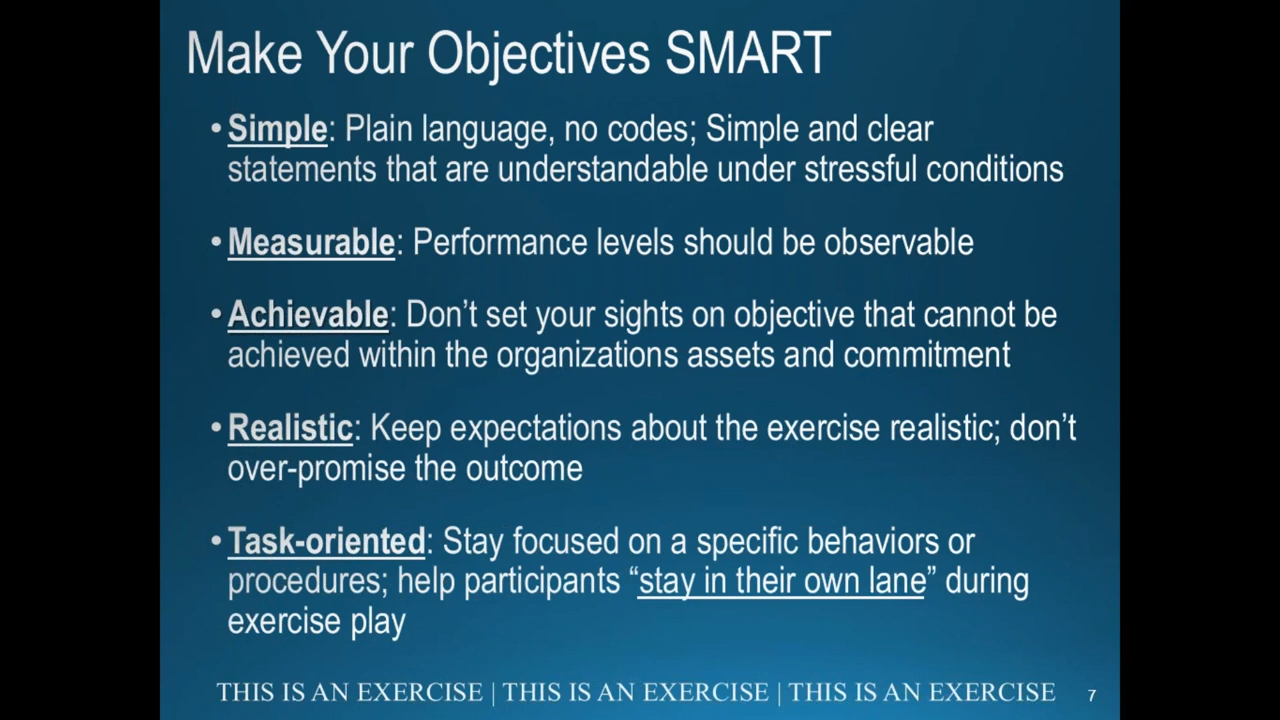 Make Your Objectives SMART
• Simple: Plain language, no codes; Simple and clear
statements that are understandable under stressful conditions
• Measurable: Performance levels should be observable
• Achievable: Don’t set your sights on objective that cannot be
achieved within the organizations assets and commitment
• Realistic: Keep expectations about the exercise realistic; don’t
over-promise the outcome
• Task-oriented: Stay focused on a specific behaviors or
procedures; help participants “stay in their own lane” during
exercise play
THIS IS AN EXERCISE | THIS IS AN EXERCISE | THIS IS AN EXERCISE 7